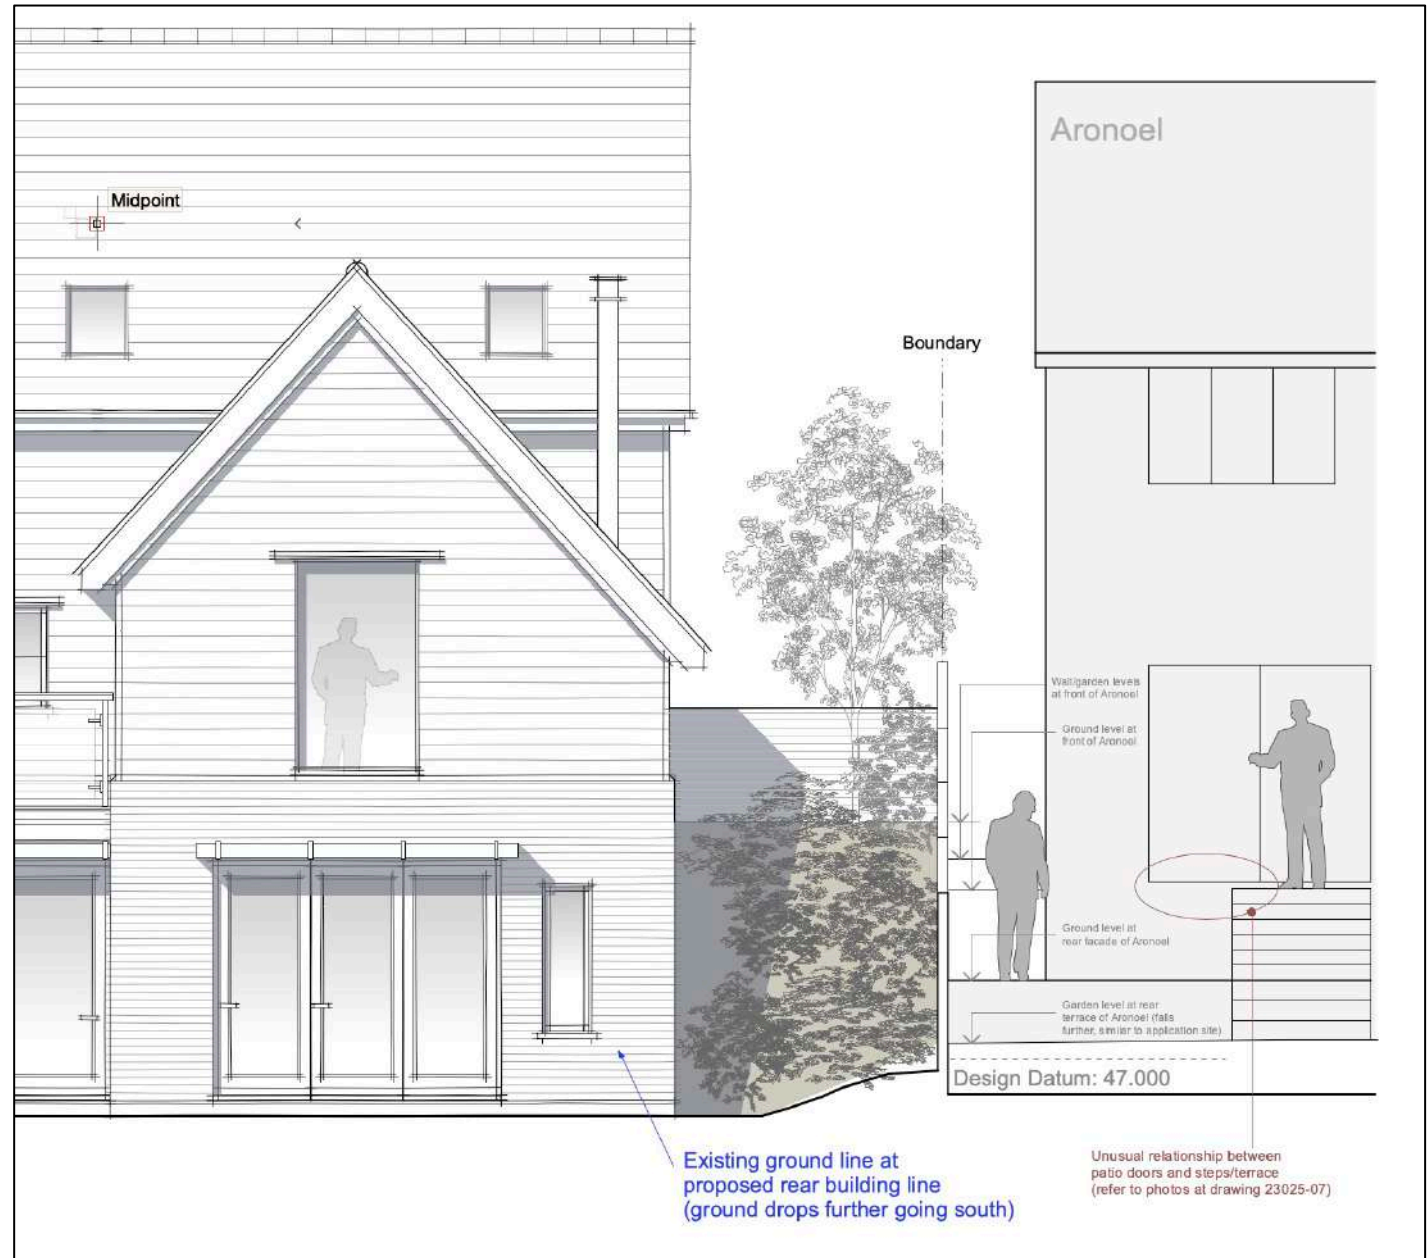 Aronoel
Midpoint
Boundary
Wall/garden levels
at front of Aronoel
Ground level at
front of Aronoel
Ground level at
rear facade of Aronoel
Garden level at rear
terrace of Aronoel (falls
further, similar to application site)
Design Datum: 47.000
Existing ground line at
proposed rear building line
(ground drops further going south)
Unusual relationship between
patio doors and steps/terrace
(refer to photos at drawing 23025-07)